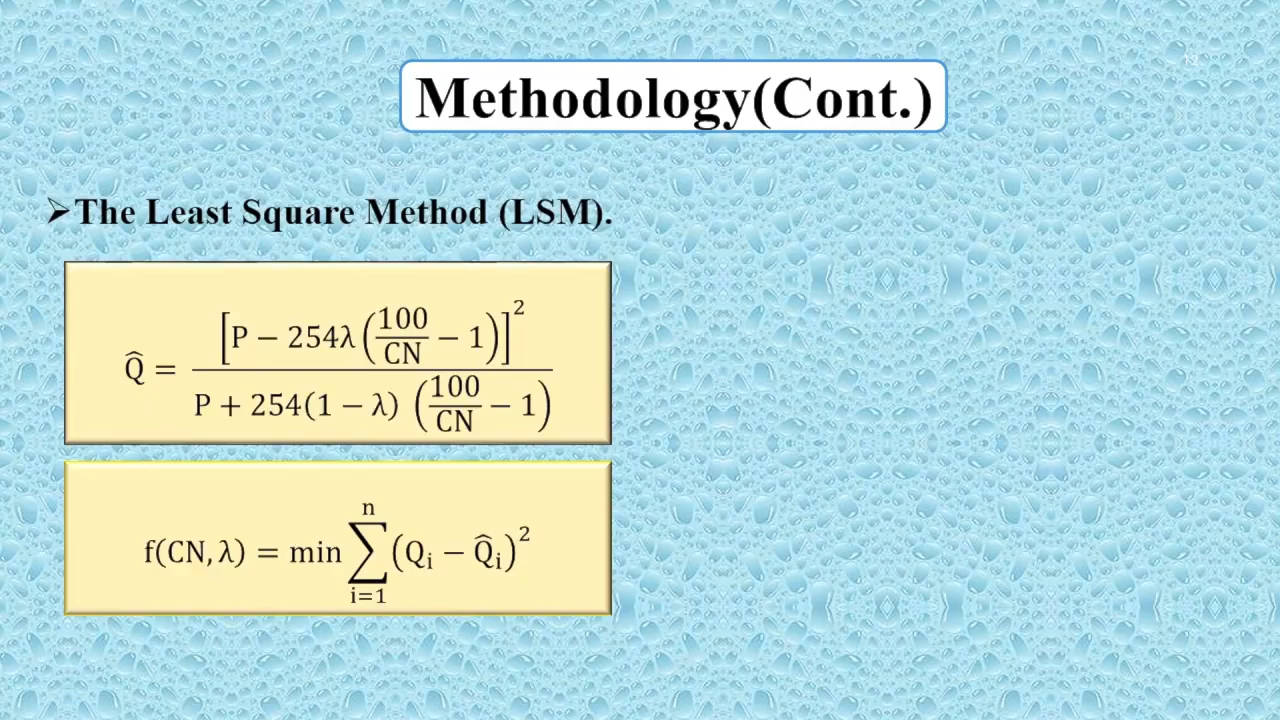 Methodology(Cont.)
➢The Least Square Method (LSM).
Q̂ = [P − 254λ (100/CN − 1)]² / P + 254(1 − λ) (100/CN − 1)
f(CN, λ) = min ∑ᵢ₌₁ⁿ (Qᵢ − Q̂ᵢ)²